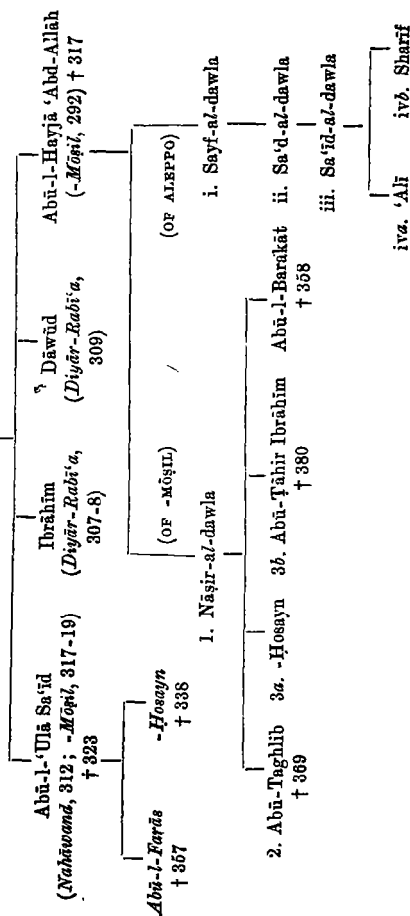 Abū-l-‘Ulā Sa‘īd
(Nahāwand, 312 ; -Mōṣil, 317-19)
† 323
Ibrāhīm
(Diyār-Rabī‘a,
307-8)
Dāwūd
(Diyār-Rabī‘a,
309)
Abū-l-Hayjā ‘Abd-Allāh
(-Mōṣil, 292) † 317
Abū-l-Farās
† 357
-Ḥosayn
† 338
(OF -MŌṢIL)
(OF ALEPPO)
1. Nāṣir-al-dawla
i. Sayf-al-dawla
ii. Sa‘d-al-dawla
iii. Sa‘īd-al-dawla
2. Abū-Taghlib
† 369
3a. -Ḥosayn
3b. Abū-Ṭāhir Ibrāhīm
† 380
Abū-l-Barakāt
† 358
iva. ‘Alī
ivb. Sharīf